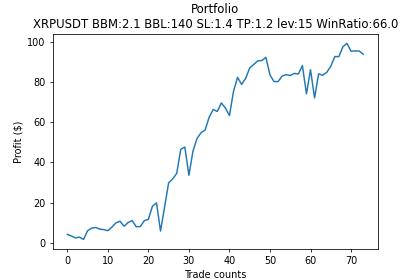 Portfolio
XRPUSDT BBM:2.1 BBL:140 SL:1.4 TP:1.2 lev:15 WinRatio:66.0
100
80
60
40
20
0
Profit ($)
0 10 20 30 40 50 60 70
Trade counts